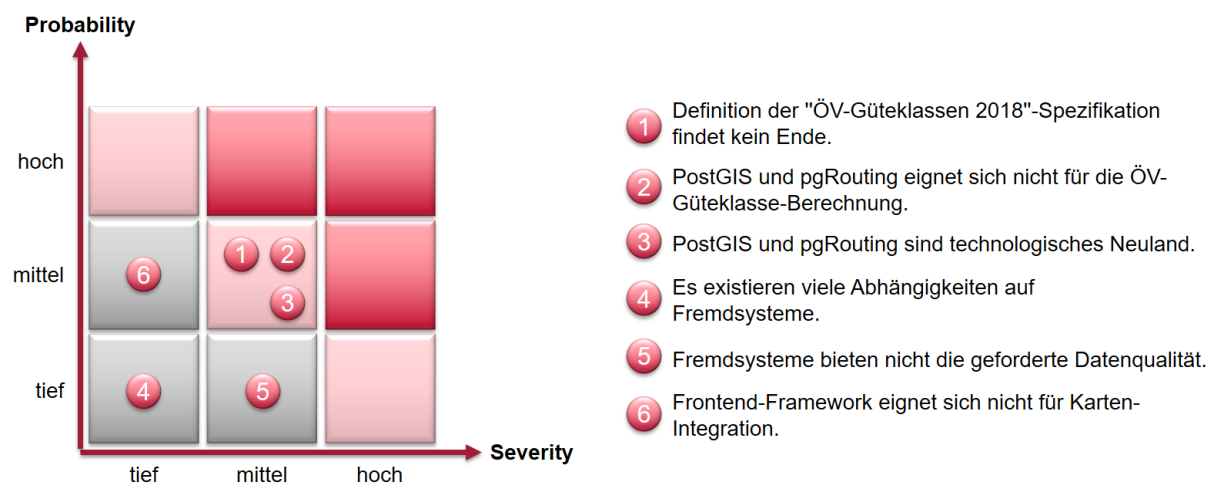 Probability
hoch
mittel
tief
1
2
3
6
4
5
tief
mittel
hoch
Severity
1
Definition der "ÖV-Güteklassen 2018"-Spezifikation
findet kein Ende.
2
PostGIS und pgRouting eignet sich nicht für die ÖV-
Güteklasse-Berechnung.
3
PostGIS und pgRouting sind technologisches Neuland.
4
Es existieren viele Abhängigkeiten auf
Fremdsysteme.
5
Fremdsysteme bieten nicht die geforderte Datenqualität.
6
Frontend-Framework eignet sich nicht für Karten-
Integration.